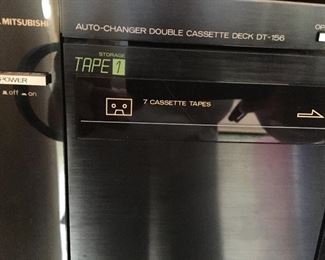 MITSUBISHI
AUTO-CHANGER DOUBLE CASSETTE DECK DT-156
STORAGE
TAPE 1
POWER
off on
7 CASSETTE TAPES